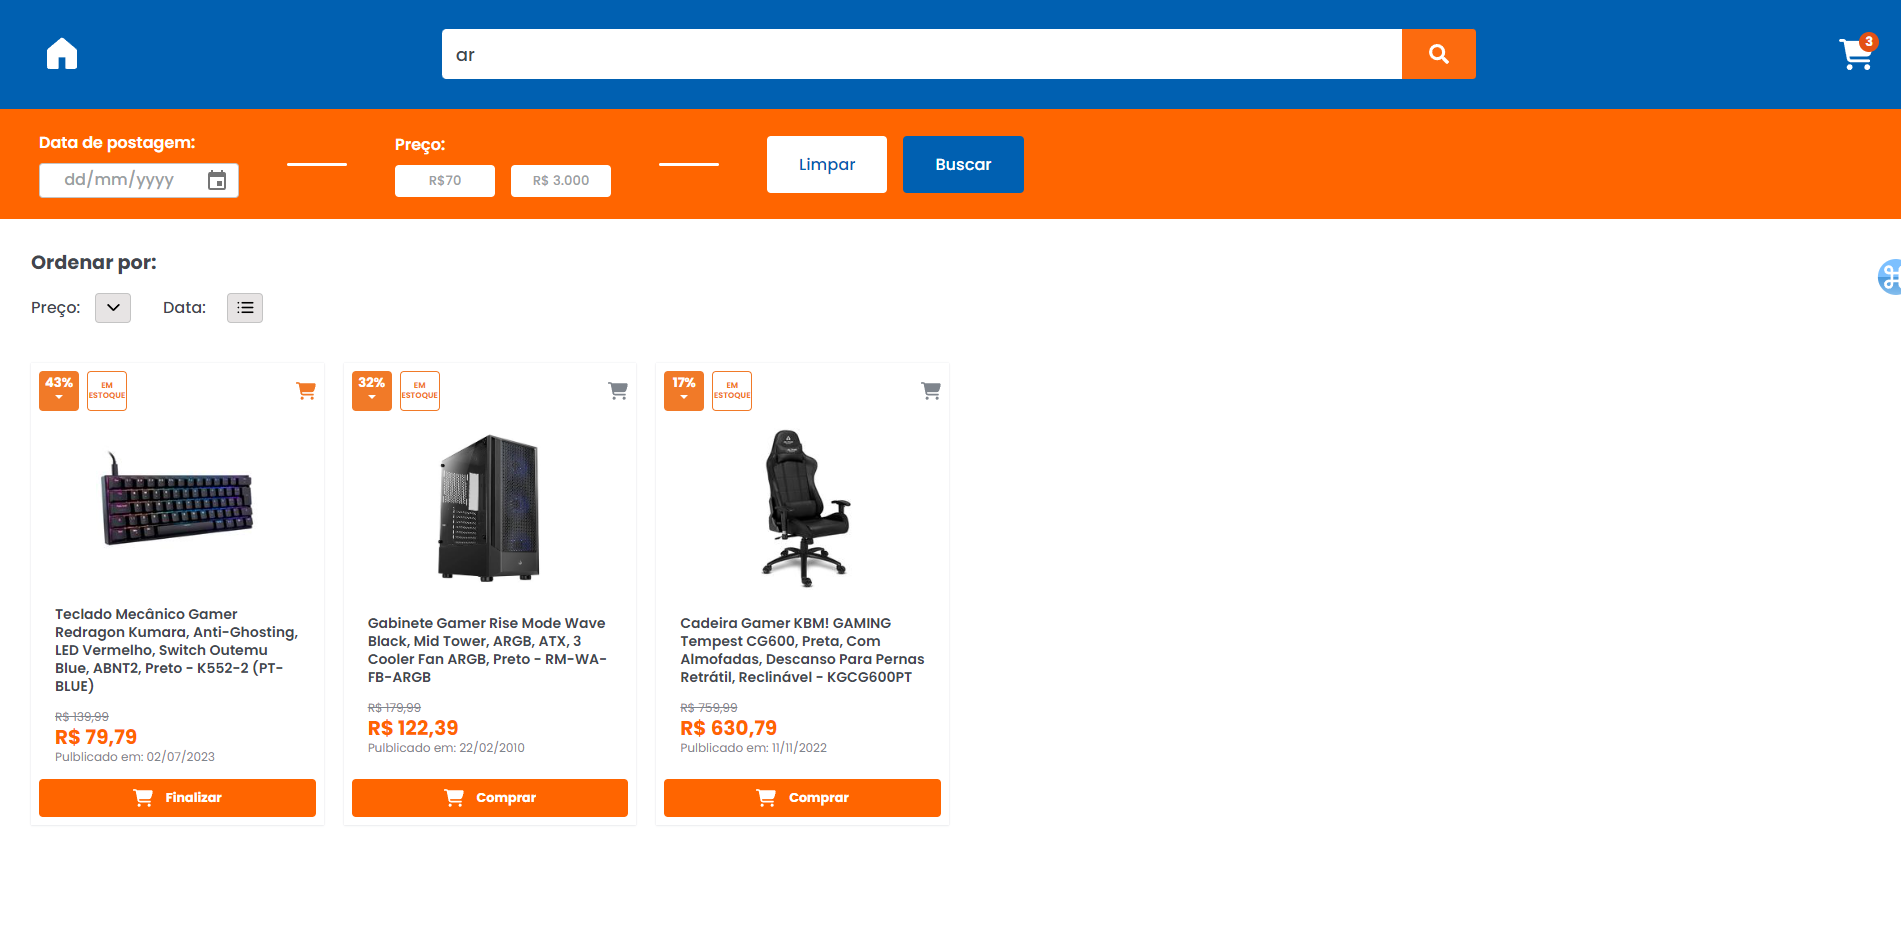 ar
3
Data de postagem:
dd/mm/yyyy
Preço:
R$70
R$ 3.000
Limpar
Buscar
Ordenar por:
Preço:
Data:
43%
EM
ESTOQUE
32%
EM
ESTOQUE
17%
EM
ESTOQUE
Teclado Mecânico Gamer
Redragon Kumara, Anti-Ghosting,
LED Vermelho, Switch Outemu
Blue, ABNT2, Preto - K552-2 (PT-
BLUE)
R$ 139,99
R$ 79,79
Pulblicado em: 02/07/2023
Finalizar
Gabinete Gamer Rise Mode Wave
Black, Mid Tower, ARGB, ATX, 3
Cooler Fan ARGB, Preto - RM-WA-
FB-ARGB
R$ 179,99
R$ 122,39
Pulblicado em: 22/02/2010
Comprar
Cadeira Gamer KBM! GAMING
Tempest CG600, Preta, Com
Almofadas, Descanso Para Pernas
Retrátil, Reclinável - KGCG600PT
R$ 759,99
R$ 630,79
Pulblicado em: 11/11/2022
Comprar